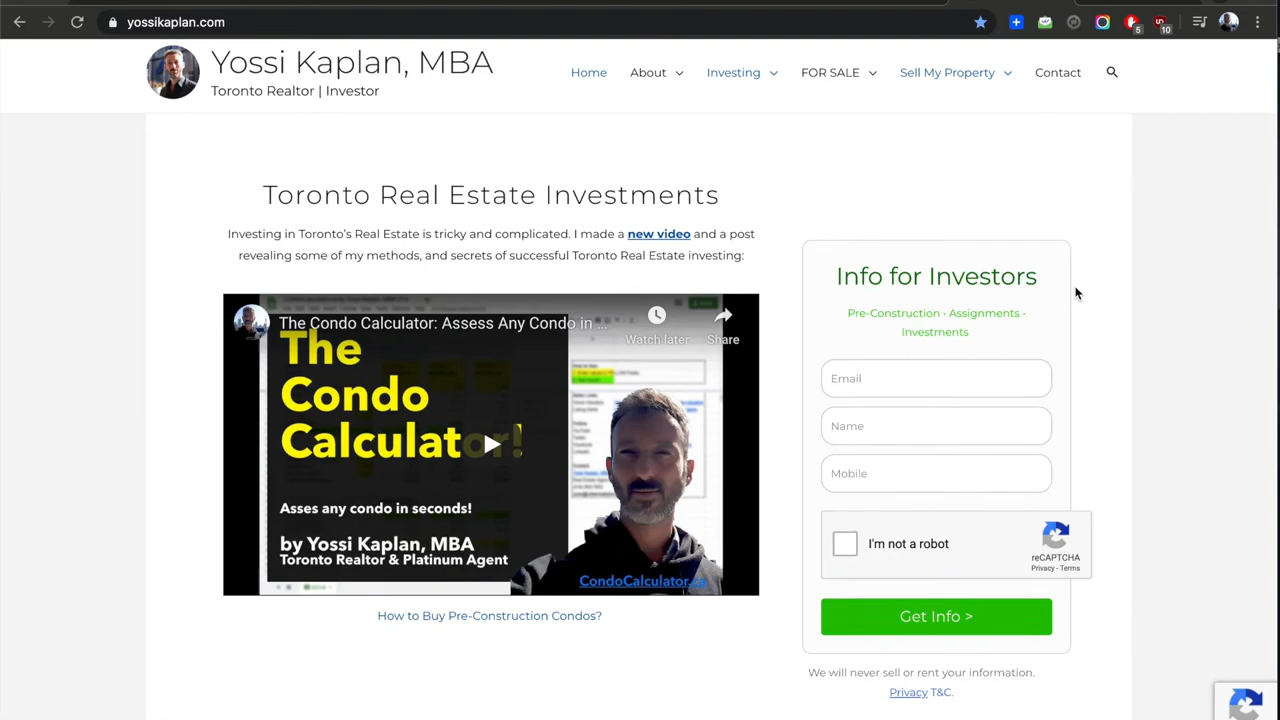 yossikaplan.com
5
10
Yossi Kaplan, MBA
Toronto Realtor | Investor
Home About Investing FOR SALE Sell My Property Contact
Toronto Real Estate Investments
Investing in Toronto's Real Estate is tricky and complicated. I made a new video and a post
revealing some of my methods, and secrets of successful Toronto Real Estate investing:
The Condo Calculator: Assess Any Condo in ...
Watch later Share
The
Condo
Calculator!
Asses any condo in seconds!
by Yossi Kaplan, MBA
Toronto Realtor & Platinum Agent
CondoCalculator.ca
How to Buy Pre-Construction Condos?
Info for Investors
Pre-Construction · Assignments ·
Investments
Email
Name
Mobile
I'm not a robot
reCAPTCHA
Privacy - Terms
Get Info >
We will never sell or rent your information.
Privacy T&C.